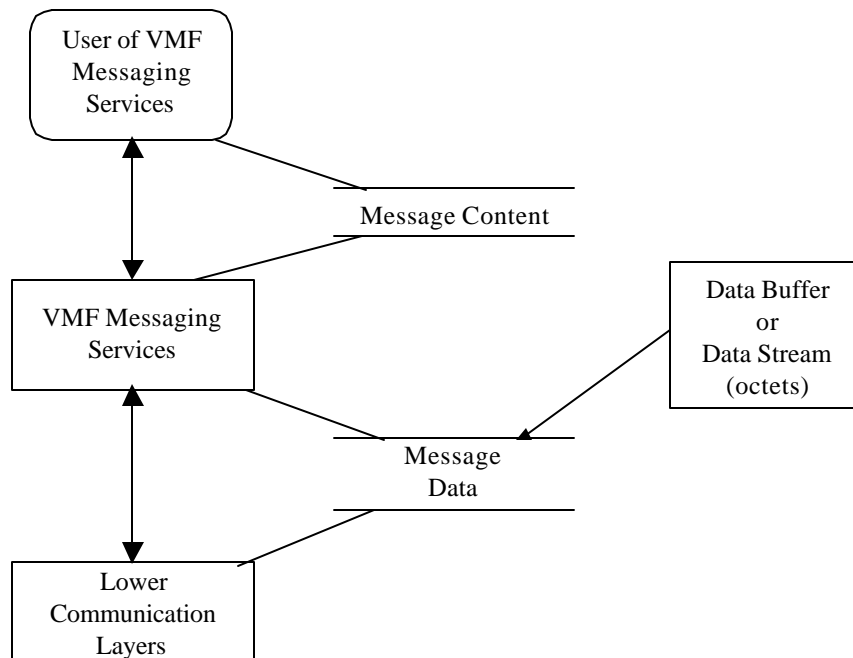 User of VMF
Messaging
Services
Message Content
VMF Messaging
Services
Data Buffer
or
Data Stream
(octets)
Message
Data
Lower
Communication
Layers